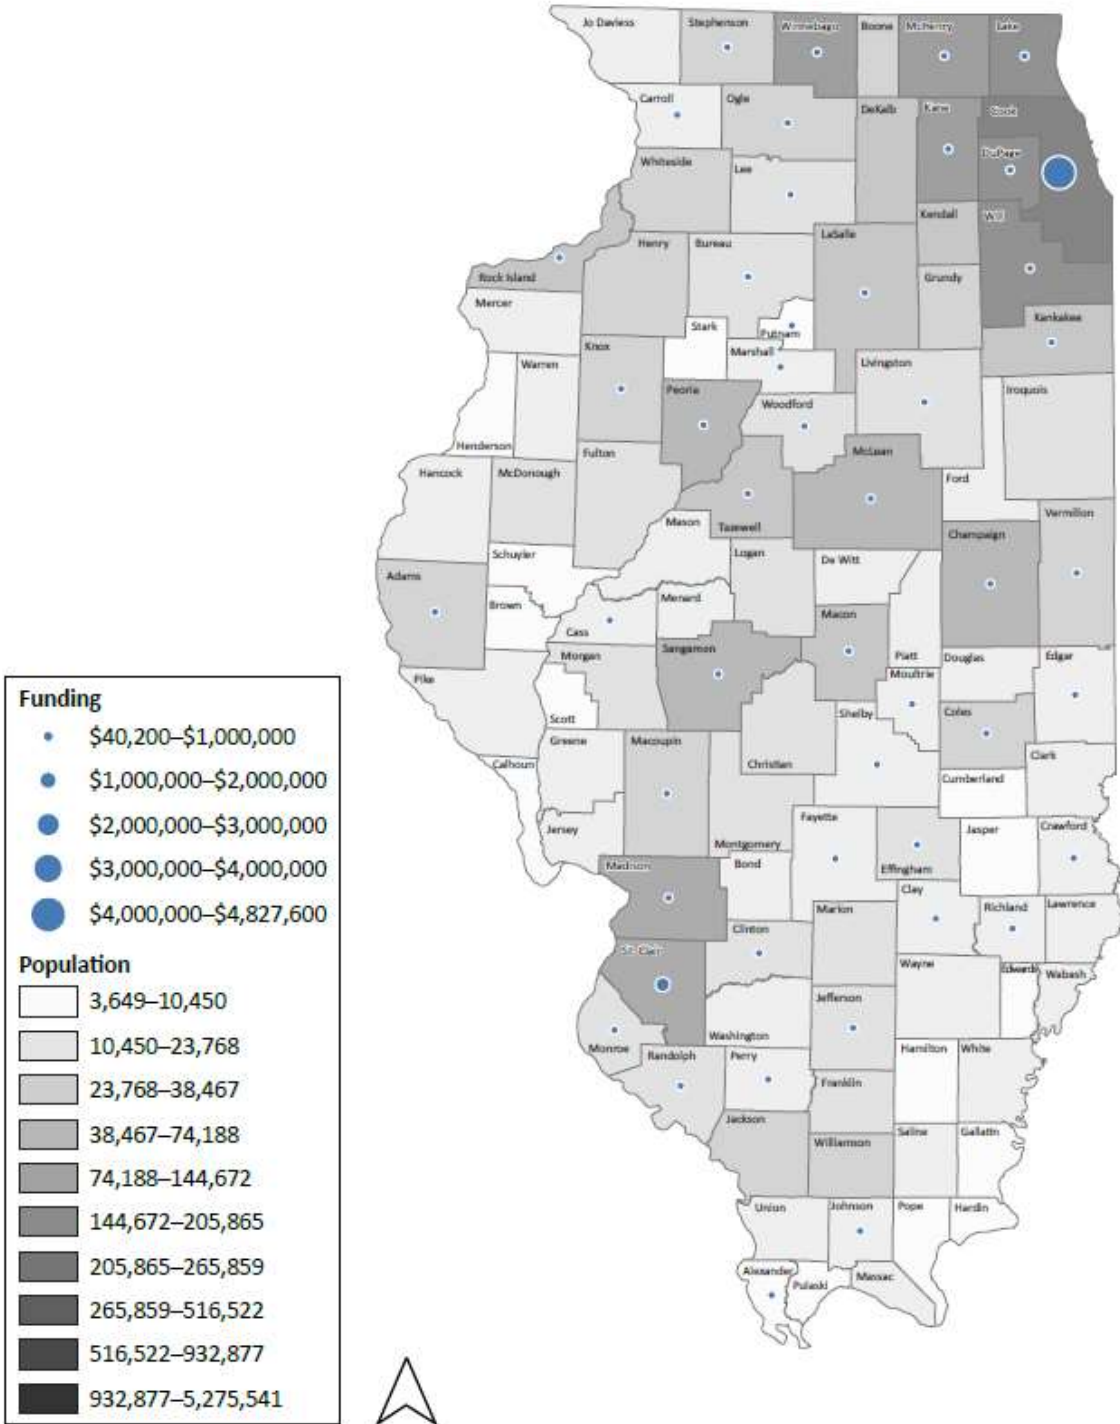 Jo Daviess
Stephenson
Winnebago
Boone
McHenry
Lake
Carroll
Ogle
DeKalb
Kane
Cook
DuPage
Whiteside
Lee
Kendall
Will
LaSalle
Henry
Bureau
Rock Island
Grundy
Mercer
Kankakee
Stark
Putnam
Knox
Marshall
Warren
Livingston
Peoria
Iroquois
Woodford
Henderson
Fulton
McLean
Hancock
McDonough
Ford
Vermilion
Mason
Tazewell
Champaign
Schuyler
Logan
De Witt
Adams
Menard
Brown
Macon
Cass
Sangamon
Morgan
Piatt
Douglas
Edgar
Pike
Moultrie
Scott
Shelby
Coles
Greene
Macoupin
Clark
Calhoun
Christian
Cumberland
Fayette
Jersey
Jasper
Crawford
Montgomery
Madison
Bond
Effingham
Clay
Richland
Lawrence
Marion
Clinton
St. Clair
Wayne
Edwards
Wabash
Jefferson
Washington
Monroe
Randolph
Perry
Hamilton
White
Franklin
Jackson
Williamson
Saline
Gallatin
Union
Johnson
Pope
Hardin
Alexander
Pulaski
Massac
Funding
$40,200–$1,000,000
$1,000,000–$2,000,000
$2,000,000–$3,000,000
$3,000,000–$4,000,000
$4,000,000–$4,827,600
Population
3,649–10,450
10,450–23,768
23,768–38,467
38,467–74,188
74,188–144,672
144,672–205,865
205,865–265,859
265,859–516,522
516,522–932,877
932,877–5,275,541